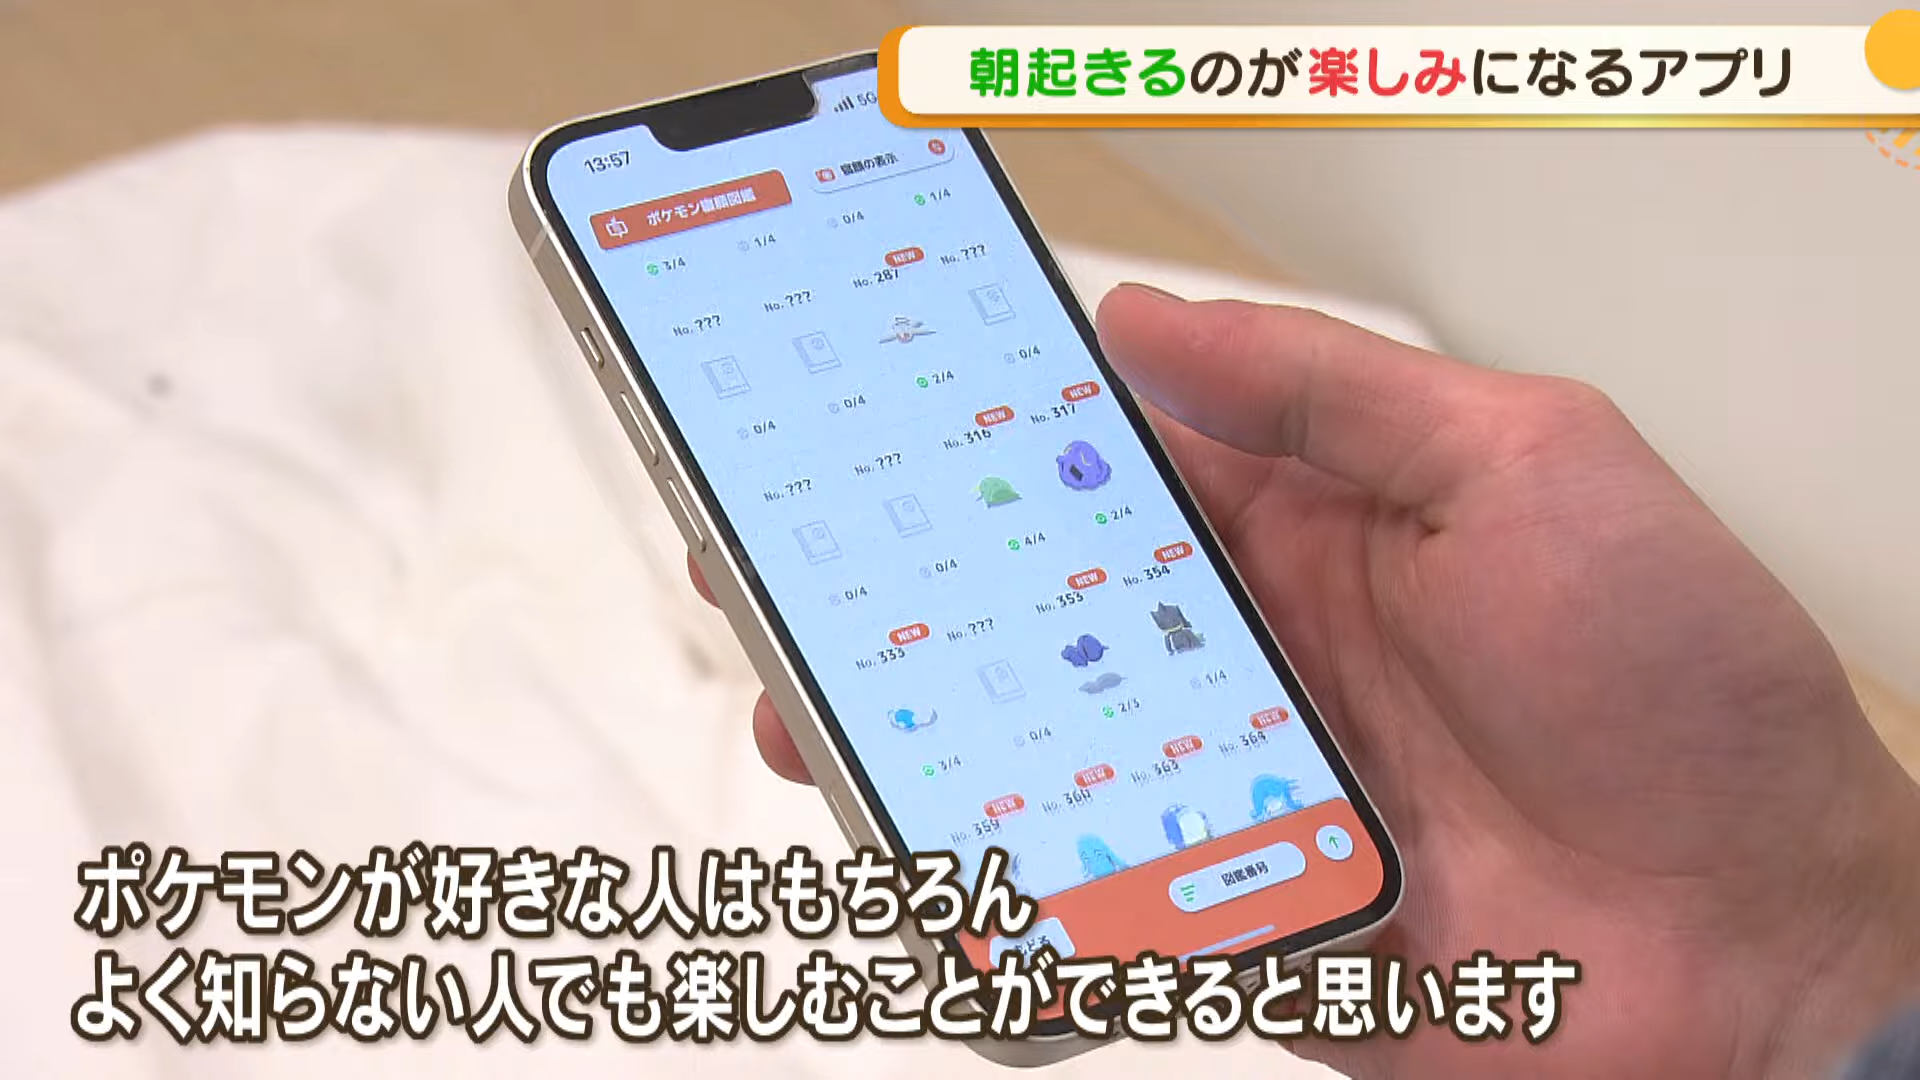 朝起きるのが楽しみになるアプリ
13:57
5G
ポケモン寝顔図鑑
寝顔の表示
3/4
1/4
0/4
1/4
No.???
No.???
NEW
No.287
No.???
0/4
0/4
2/4
0/4
No.???
No.???
NEW
No.316
NEW
No.317
0/4
0/4
4/4
2/4
NEW
No.333
No.???
NEW
No.353
NEW
No.354
3/4
0/4
2/3
1/4
NEW
No.359
NEW
No.360
NEW
No.363
NEW
No.364
図鑑番号
もどる
ポケモンが好きな人はもちろん
よく知らない人でも楽しむことができると思います